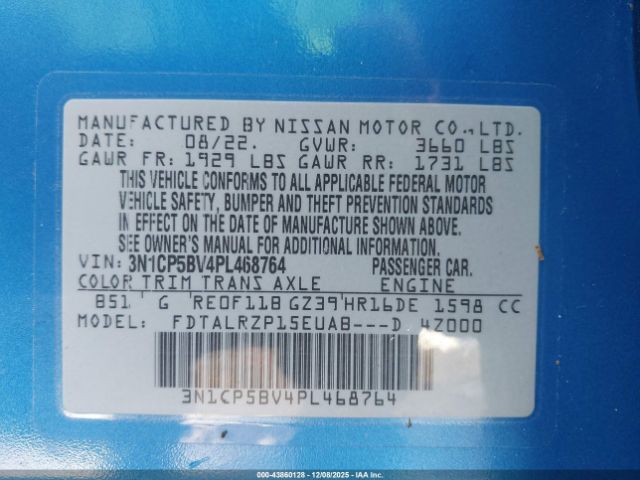 MANUFACTURED BY NISSAN MOTOR CO.,LTD.
DATE: 08/22. GVWR: 3660 LBS
GAWR FR: 1929 LBS GAWR RR: 1731 LBS
THIS VEHICLE CONFORMS TO ALL APPLICABLE FEDERAL MOTOR
VEHICLE SAFETY, BUMPER AND THEFT PREVENTION STANDARDS
IN EFFECT ON THE DATE OF MANUFACTURE SHOWN ABOVE.
SEE OWNER'S MANUAL FOR ADDITIONAL INFORMATION.
VIN: 3N1CP5BV4PL468764 PASSENGER CAR.
COLOR TRIM TRANS AXLE ENGINE
B51 G RE0F11B GZ39 HR16DE 1598 CC
MODEL: FDTALRZP15EUAB---D 4Z000
3N1CP5BV4PL468764
000-43860128 - 12/08/2025 - IAA Inc.